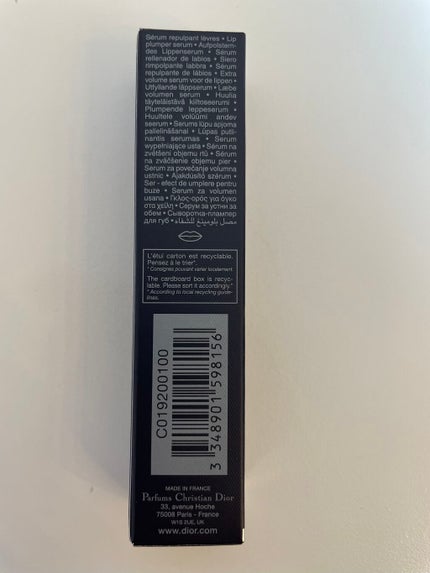 Sérum repulpant lèvres • Lip
plumper serum • Aufpolstern-
des Lippenserum • Sérum
rellenador de labios • Siero
rimpolpante labbra • Sérum
repulpante de lábios • Extra
volume serum voor de lippen •
Utfyllande läppserum • Læbe
volumen serum • Huulia
täyteläistävä kiiltoseerumi •
Plumpende leppeserum •
Huultele volüümi andev
seerum • Serums lūpu apjoma
palielināšanai • Lūpas putli-
nantis serumas • Serum
wypełniające usta • Sérum na
zvětšení objemu rtů • Sérum
na zväčšenie objemu pier •
Serum za povečanje volumna
ustnic • Ajakdúsító szérum •
Ser - efect de umplere pentru
buze • Serum za volumen
usana • Γκλος-ορός για όγκο
στα χείλη • Серум за устни за
обем • Сыворотка-плампер
для губ • مصل بلومبينغ للشفاه
L'étui carton est recyclable.
Pensez à le trier*.
* Consignes pouvant varier localement
The cardboard box is recyc-
lable. Please sort it accordingly.*
* According to local recycling guide-
lines.
C019200100
3 348901 598156
MADE IN FRANCE
Parfums Christian Dior
33, avenue Hoche
75008 Paris - France
W1S 2UE, UK
www.dior.com